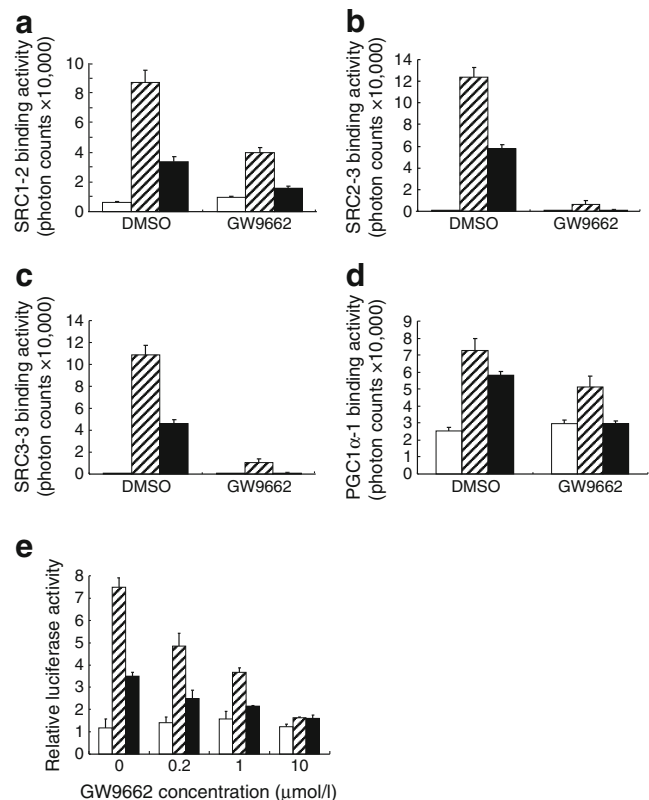 a
SRC1-2 binding activity
(photon counts ×10,000)
10
8
6
4
2
0
DMSO
GW9662
b
SRC2-3 binding activity
(photon counts ×10,000)
14
12
10
8
6
4
2
0
DMSO
GW9662
c
SRC3-3 binding activity
(photon counts ×10,000)
14
12
10
8
6
4
2
0
DMSO
GW9662
d
PGC1α-1 binding activity
(photon counts ×10,000)
9
8
7
6
5
4
3
2
1
0
DMSO
GW9662
e
Relative luciferase activity
8
7
6
5
4
3
2
1
0
0
0.2
1
10
GW9662 concentration (μmol/l)